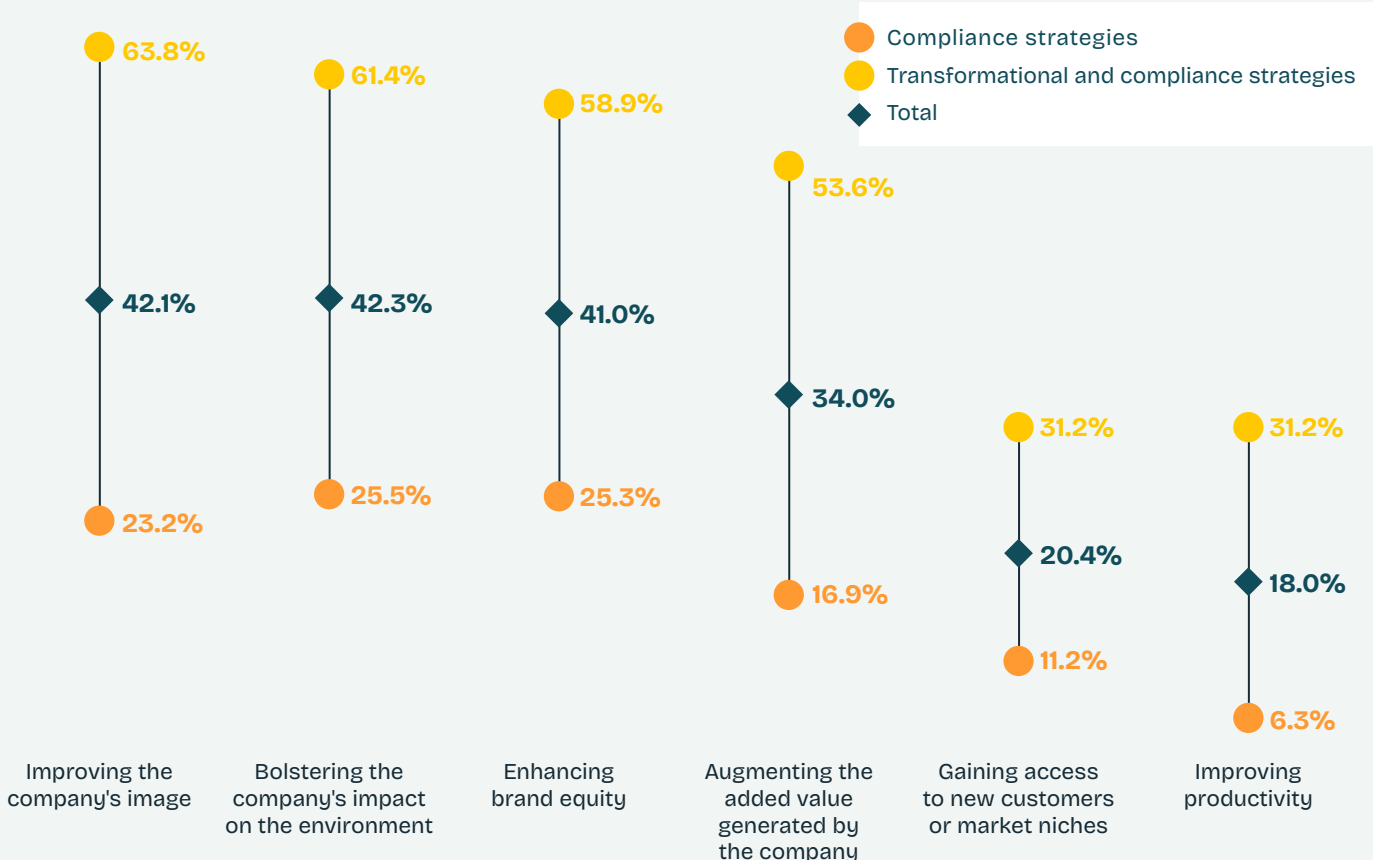 Compliance strategies
Transformational and compliance strategies
Total
63.8%
61.4%
58.9%
53.6%
42.1%
42.3%
41.0%
34.0%
31.2%
31.2%
23.2%
25.5%
25.3%
16.9%
20.4%
18.0%
11.2%
6.3%
Improving the
company's image
Bolstering the
company's impact
on the environment
Enhancing
brand equity
Augmenting the
added value
generated by
the company
Gaining access
to new customers
or market niches
Improving
productivity